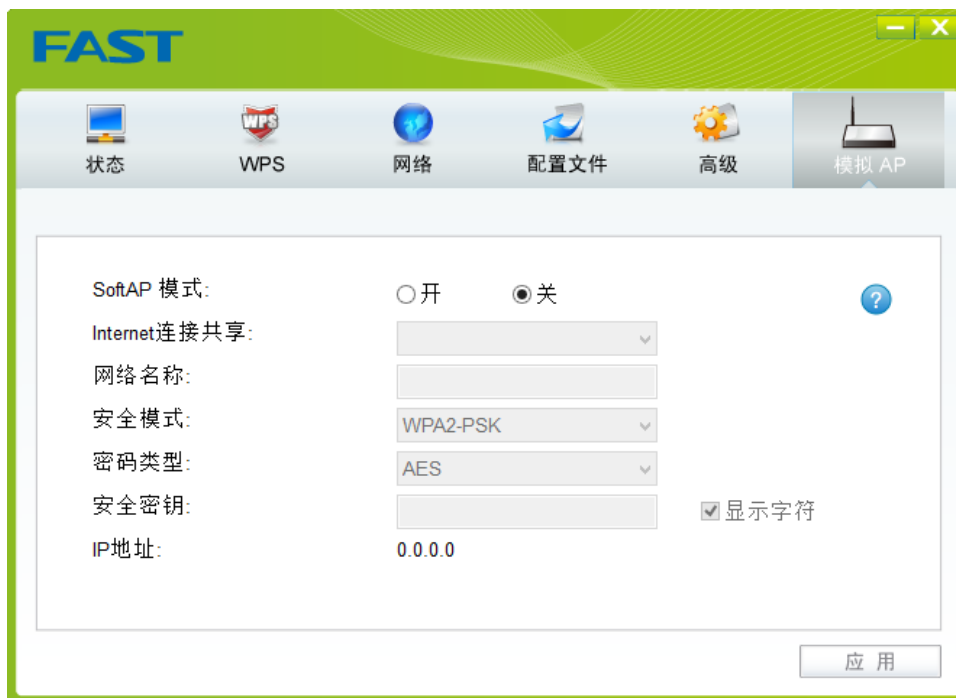 FAST
状态 WPS 网络 配置文件 高级 模拟 AP
SoftAP 模式: 开 关
Internet连接共享:
网络名称:
安全模式: WPA2-PSK
密码类型: AES
安全密钥: 显示字符
IP地址: 0.0.0.0
应 用